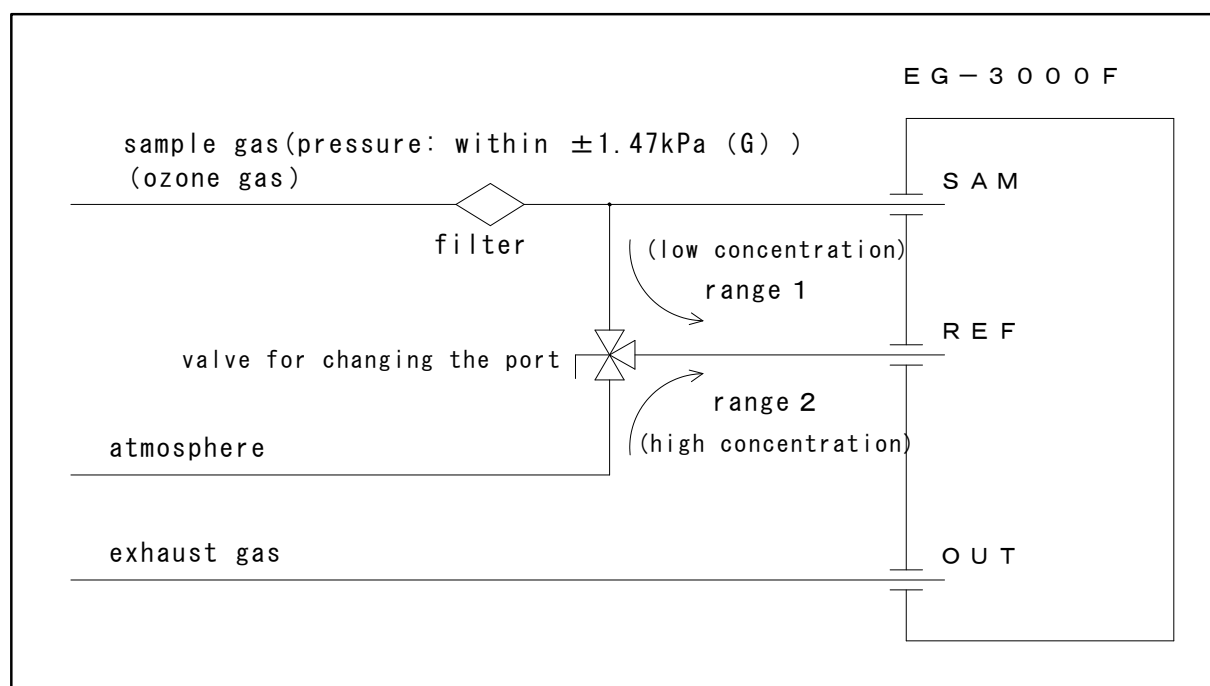 EG-3000F
sample gas(pressure: within ±1.47kPa (G) )
(ozone gas)
SAM
filter
(low concentration)
range 1
REF
valve for changing the port
range 2
(high concentration)
atmosphere
exhaust gas
OUT